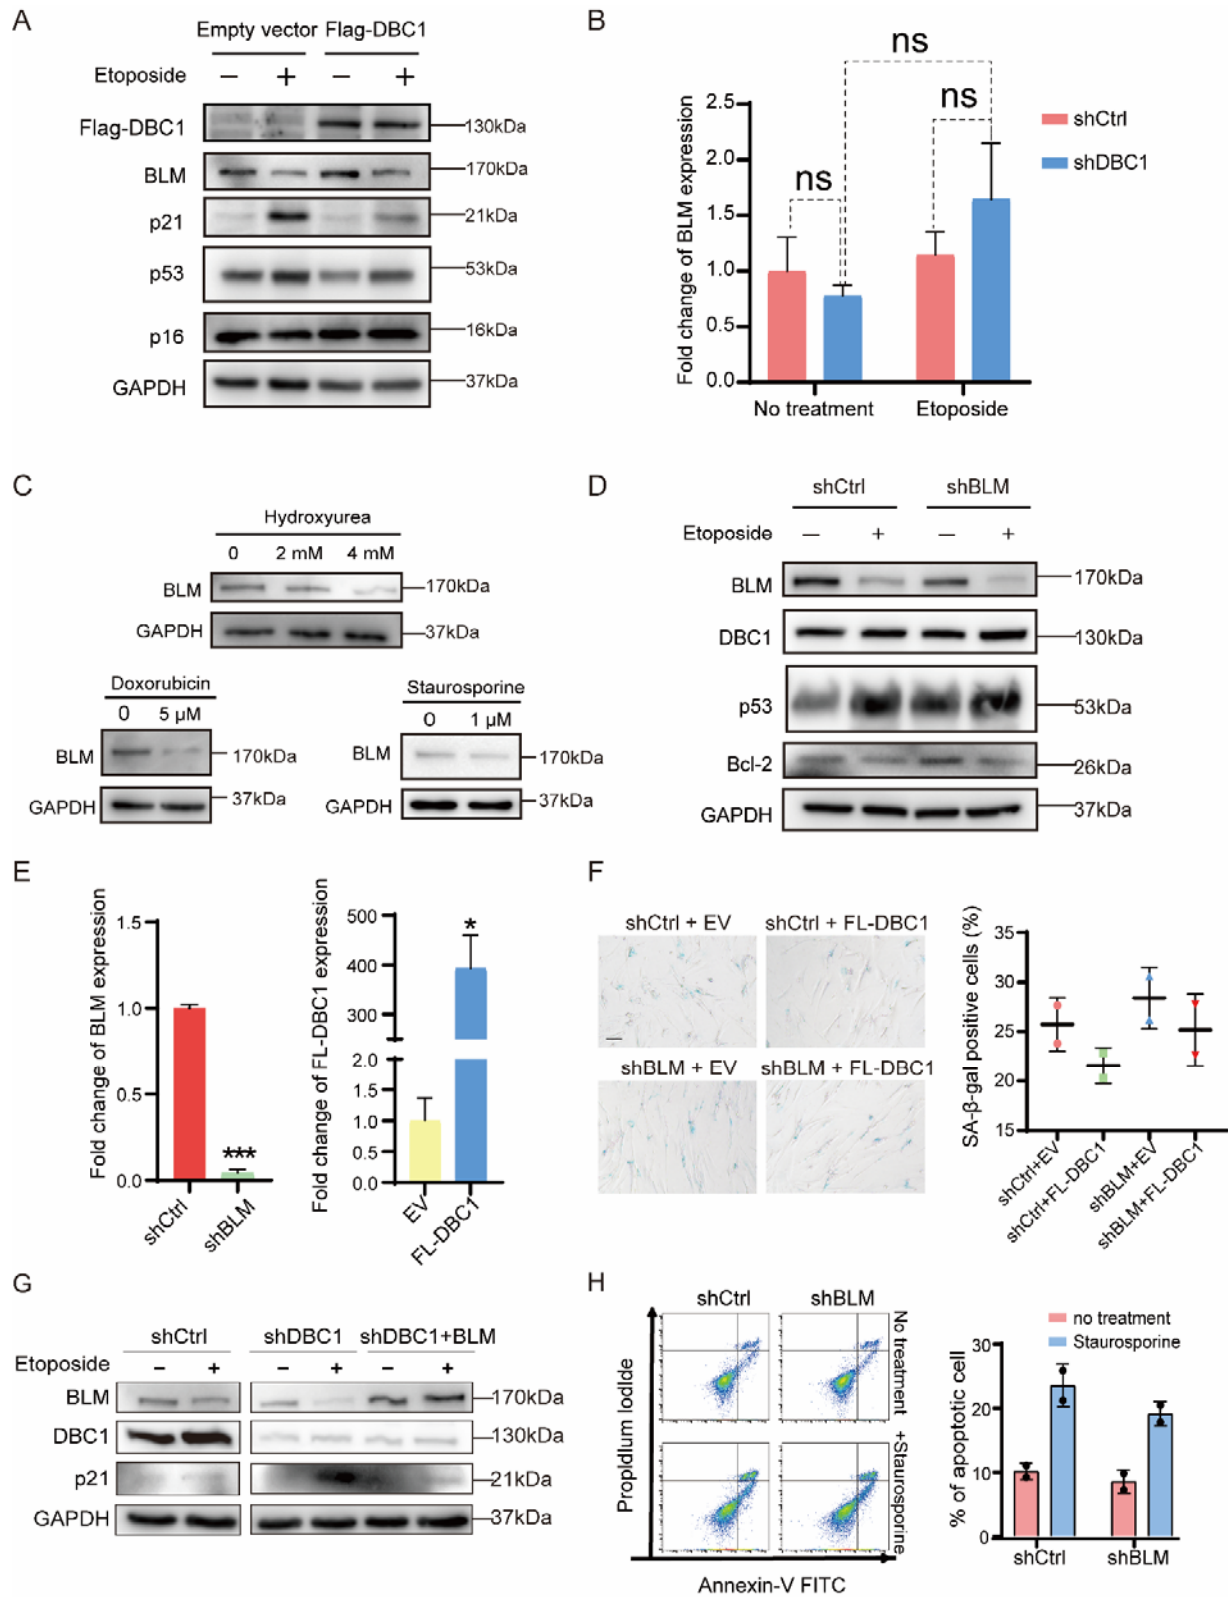 A
Empty vector Flag-DBC1
Etoposide − + − +
Flag-DBC1 130kDa
BLM 170kDa
p21 21kDa
p53 53kDa
p16 16kDa
GAPDH 37kDa
B
ns
ns
ns
Fold change of BLM expression
2.5
2.0
1.5
1.0
0.5
0.0
No treatment Etoposide
shCtrl
shDBC1
C
Hydroxyurea
0 2 mM 4 mM
BLM 170kDa
GAPDH 37kDa
Doxorubicin
0 5 µM
BLM 170kDa
GAPDH 37kDa
Staurosporine
0 1 µM
BLM 170kDa
GAPDH 37kDa
D
shCtrl shBLM
Etoposide − + − +
BLM 170kDa
DBC1 130kDa
p53 53kDa
Bcl-2 26kDa
GAPDH 37kDa
E
Fold change of BLM expression
1.5
1.0
0.5
0.0
***
shCtrl
shBLM
Fold change of FL-DBC1 expression
500
400
300
2.0
1.5
1.0
0.5
0.0
*
EV
FL-DBC1
F
shCtrl + EV shCtrl + FL-DBC1
shBLM + EV shBLM + FL-DBC1
SA-β-gal positive cells (%)
35
30
25
20
15
shCtrl+EV
shCtrl+FL-DBC1
shBLM+EV
shBLM+FL-DBC1
G
shCtrl shDBC1 shDBC1+BLM
Etoposide − + − + − +
BLM 170kDa
DBC1 130kDa
p21 21kDa
GAPDH 37kDa
H
shCtrl shBLM
No treatment
+Staurosporine
Propidium Iodide
Annexin-V FITC
no treatment
Staurosporine
% of apoptotic cell
30
20
10
0
shCtrl shBLM